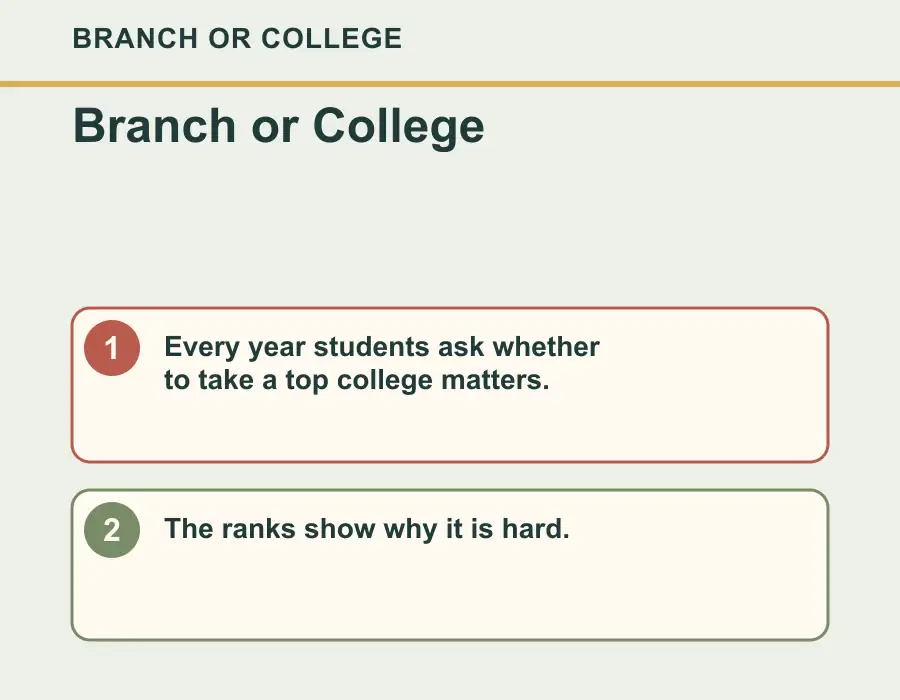 BRANCH OR COLLEGE
Branch or College
1
Every year students ask whether
to take a top college matters.
2
The ranks show why it is hard.